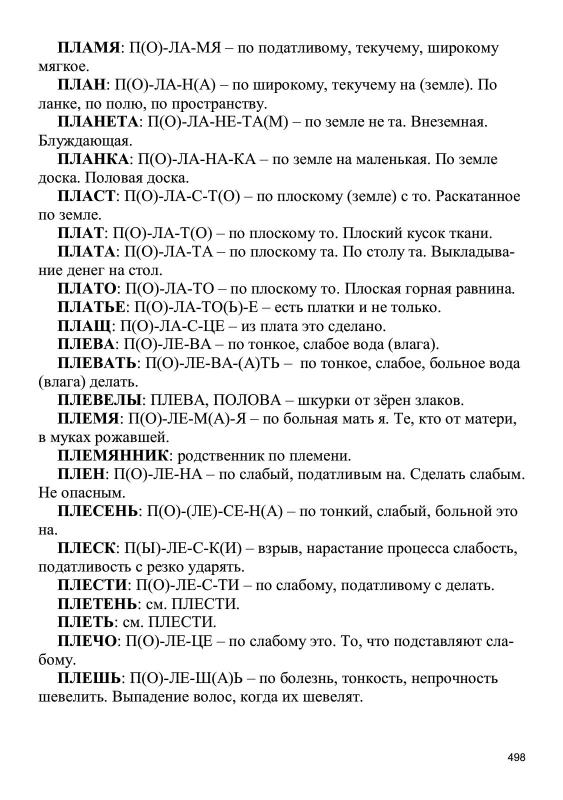 ПЛАМЯ: П(О)-ЛА-МЯ – по податливому, текучему, широкому
мягкое.
ПЛАН: П(О)-ЛА-Н(А) – по широкому, текучему на (земле). По
ланке, по полю, по пространству.
ПЛАНЕТА: П(О)-ЛА-НЕ-ТА(М) – по земле не та. Внеземная.
Блуждающая.
ПЛАНКА: П(О)-ЛА-НА-КА – по земле на маленькая. По земле
доска. Половая доска.
ПЛАСТ: П(О)-ЛА-С-Т(О) – по плоскому (земле) с то. Раскатанное
по земле.
ПЛАТ: П(О)-ЛА-Т(О) – по плоскому то. Плоский кусок ткани.
ПЛАТА: П(О)-ЛА-ТА – по плоскому та. По столу та. Выкладыва-
ние денег на стол.
ПЛАТО: П(О)-ЛА-ТО – по плоскому то. Плоская горная равнина.
ПЛАТЬЕ: П(О)-ЛА-ТО(Ь)-Е – есть платки и не только.
ПЛАЩ: П(О)-ЛА-С-ЦЕ – из плата это сделано.
ПЛЕВА: П(О)-ЛЕ-ВА – по тонкое, слабое вода (влага).
ПЛЕВАТЬ: П(О)-ЛЕ-ВА-(А)ТЬ – по тонкое, слабое, больное вода
(влага) делать.
ПЛЕВЕЛЫ: ПЛЕВА, ПОЛОВА – шкурки от зёрен злаков.
ПЛЕМЯ: П(О)-ЛЕ-М(А)-Я – по больная мать я. Те, кто от матери,
в муках рожавшей.
ПЛЕМЯННИК: родственник по племени.
ПЛЕН: П(О)-ЛЕ-НА – по слабый, податливым на. Сделать слабым.
Не опасным.
ПЛЕСЕНЬ: П(О)-(ЛЕ)-СЕ-Н(А) – по тонкий, слабый, больной это
на.
ПЛЕСК: П(Ы)-ЛЕ-С-К(И) – взрыв, нарастание процесса слабость,
податливость с резко ударять.
ПЛЕСТИ: П(О)-ЛЕ-С-ТИ – по слабому, податливому с делать.
ПЛЕТЕНЬ: см. ПЛЕСТИ.
ПЛЕТЬ: см. ПЛЕСТИ.
ПЛЕЧО: П(О)-ЛЕ-ЦЕ – по слабому это. То, что подставляют сла-
бому.
ПЛЕШЬ: П(О)-ЛЕ-Ш(А)Ь – по болезнь, тонкость, непрочность
шевелить. Выпадение волос, когда их шевелят.
498